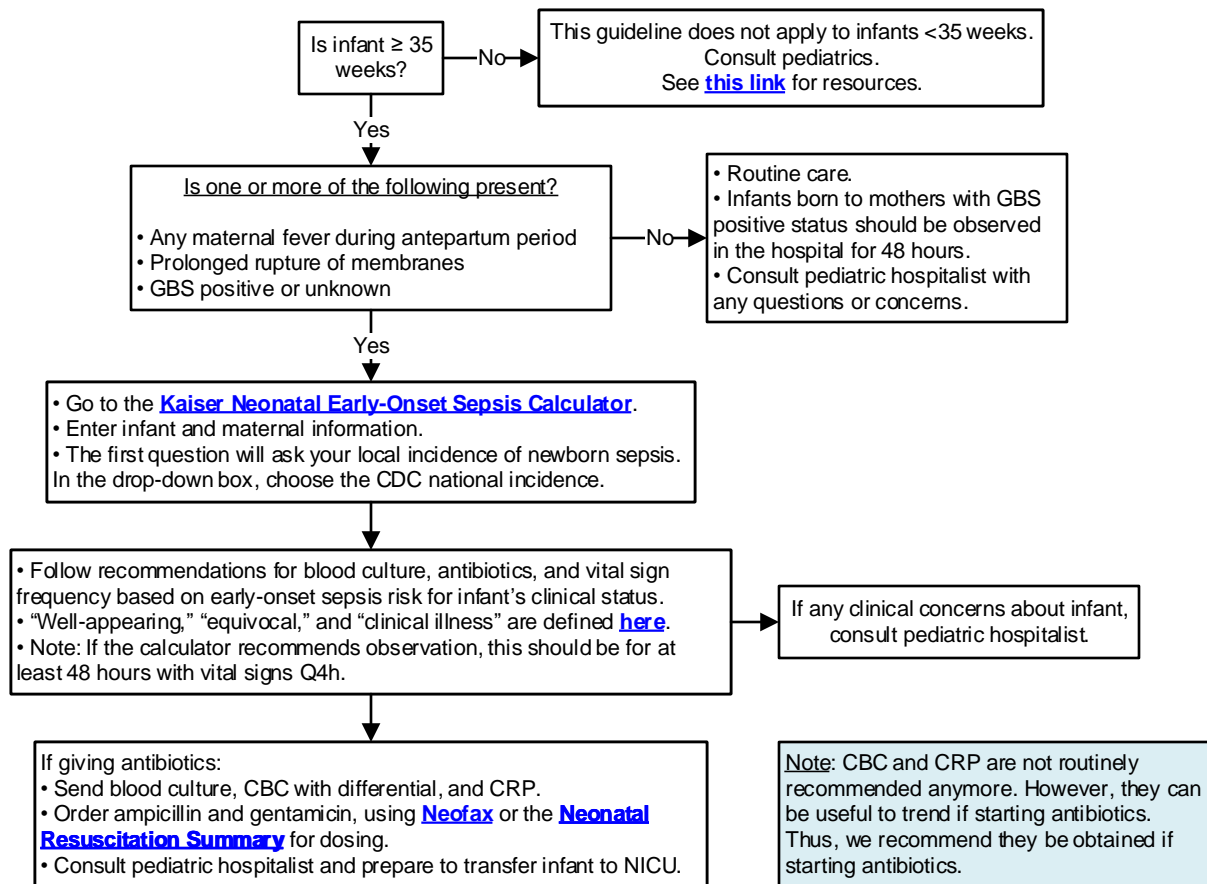 Is infant ≥ 35
weeks?
No
This guideline does not apply to infants <35 weeks.
Consult pediatrics.
See this link for resources.
Yes
Is one or more of the following present?
• Any maternal fever during antepartum period
• Prolonged rupture of membranes
• GBS positive or unknown
No
• Routine care.
• Infants born to mothers with GBS
positive status should be observed
in the hospital for 48 hours.
• Consult pediatric hospitalist with
any questions or concerns.
Yes
• Go to the Kaiser Neonatal Early-Onset Sepsis Calculator.
• Enter infant and maternal information.
• The first question will ask your local incidence of newborn sepsis.
In the drop-down box, choose the CDC national incidence.
• Follow recommendations for blood culture, antibiotics, and vital sign
frequency based on early-onset sepsis risk for infant’s clinical status.
• “Well-appearing,” “equivocal,” and “clinical illness” are defined here.
• Note: If the calculator recommends observation, this should be for at
least 48 hours with vital signs Q4h.
If any clinical concerns about infant,
consult pediatric hospitalist.
If giving antibiotics:
• Send blood culture, CBC with differential, and CRP.
• Order ampicillin and gentamicin, using Neofax or the Neonatal
Resuscitation Summary for dosing.
• Consult pediatric hospitalist and prepare to transfer infant to NICU.
Note: CBC and CRP are not routinely
recommended anymore. However, they can
be useful to trend if starting antibiotics.
Thus, we recommend they be obtained if
starting antibiotics.